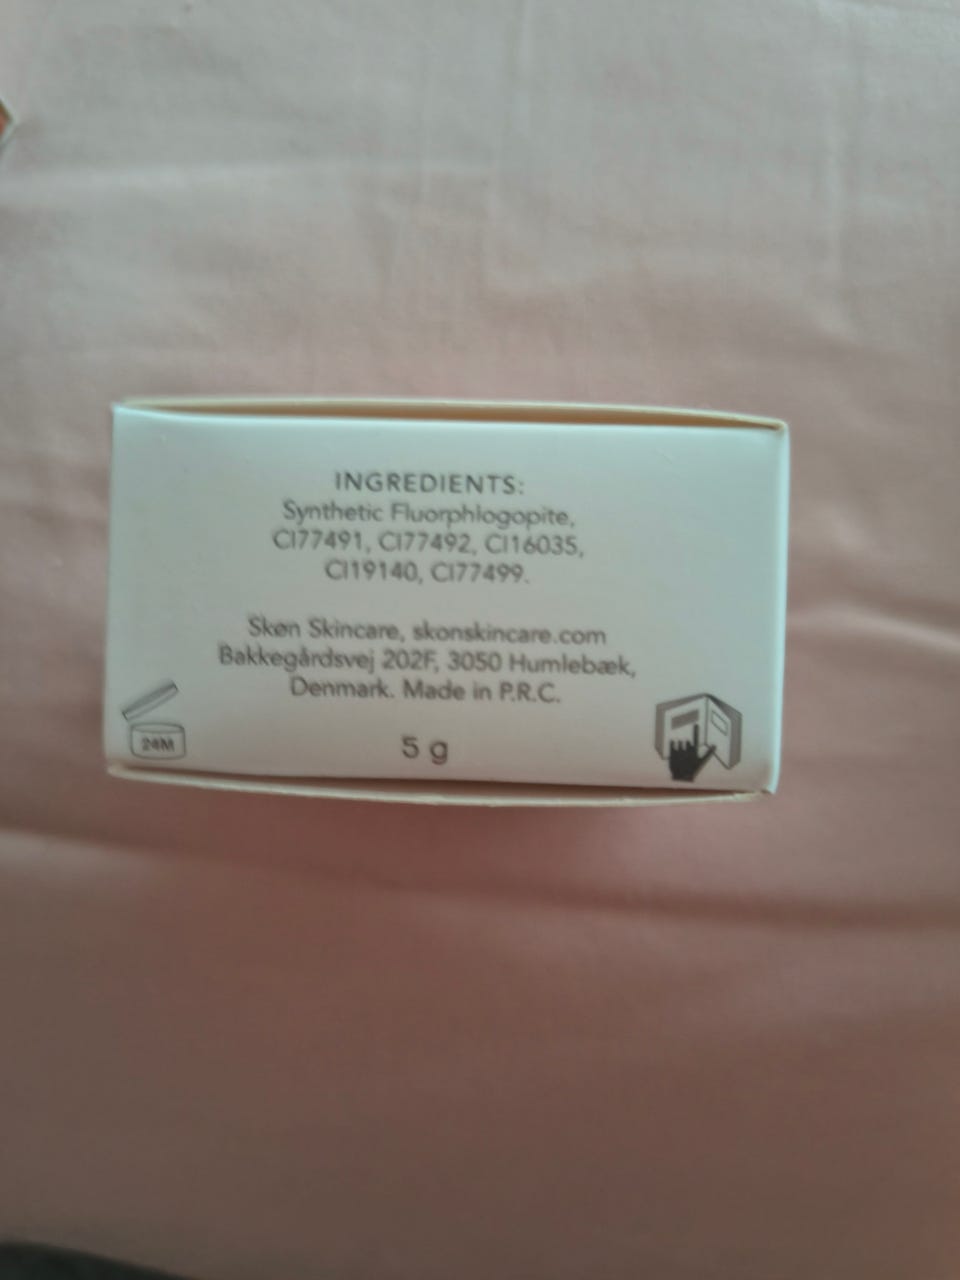 INGREDIENTS:
Synthetic Fluorphlogopite,
CI77491, CI77492, CI16035,
CI19140, CI77499.
Skøn Skincare, skonskincare.com
Bakkegårdsvej 202F, 3050 Humlebæk,
Denmark. Made in P.R.C.
24M
5 g